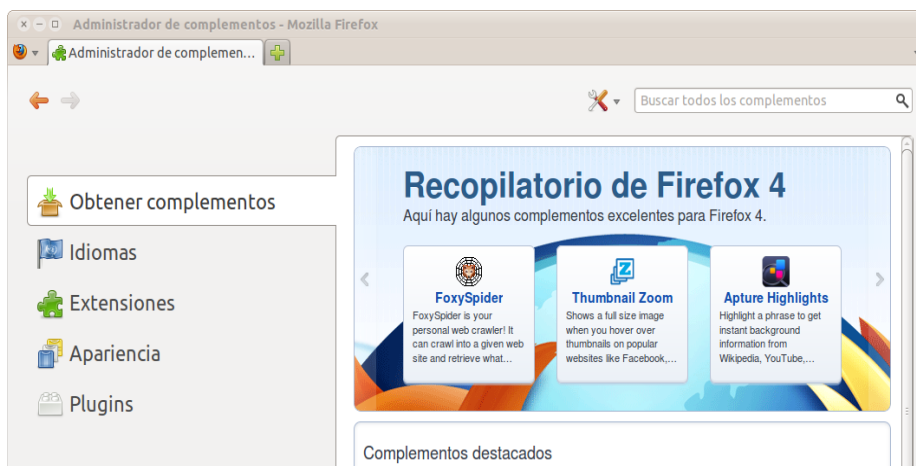 Administrador de complementos - Mozilla Firefox
Administrador de complemen...
Buscar todos los complementos
Obtener complementos
Idiomas
Extensiones
Apariencia
Plugins
Recopilatorio de Firefox 4
Aquí hay algunos complementos excelentes para Firefox 4.
FoxySpider
FoxySpider is your
personal web crawler! It
can crawl into a given web
site and retrieve what...
Thumbnail Zoom
Shows a full size image
when you hover over
thumbnails on popular
websites like Facebook,...
Apture Highlights
Highlight a phrase to get
instant background
information from
Wikipedia, YouTube,...
Complementos destacados